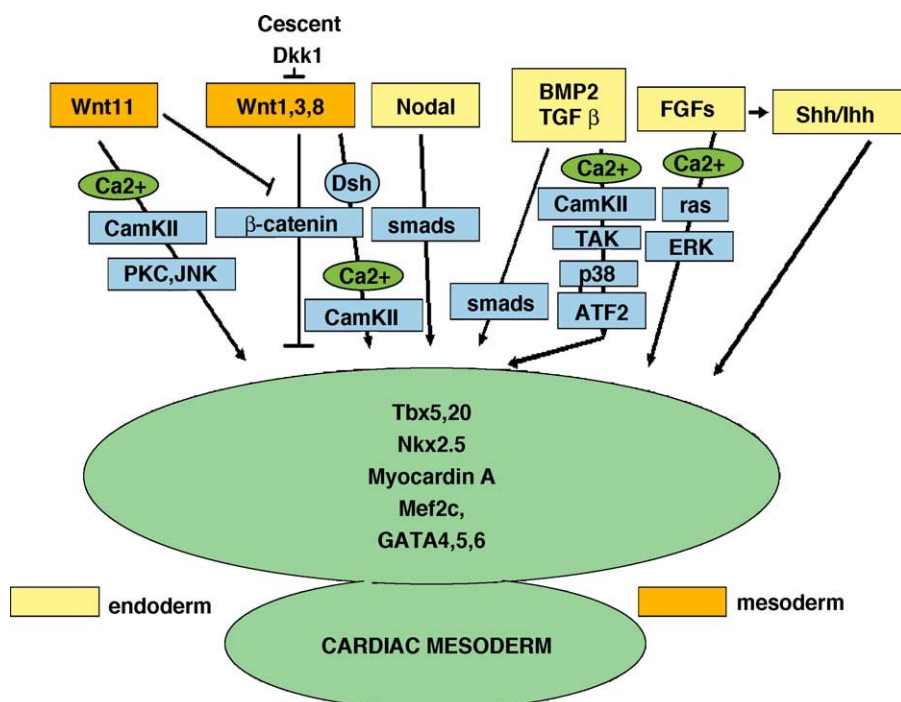 Cescent
Dkk1
Wnt11
Wnt1,3,8
Nodal
BMP2
TGF β
FGFs
Shh/Ihh
Ca2+
CamKII
PKC,JNK
β-catenin
Dsh
Ca2+
CamKII
smads
smads
Ca2+
CamKII
TAK
p38
ATF2
Ca2+
ras
ERK
Tbx5,20
Nkx2.5
Myocardin A
Mef2c,
GATA4,5,6
endoderm
mesoderm
CARDIAC MESODERM